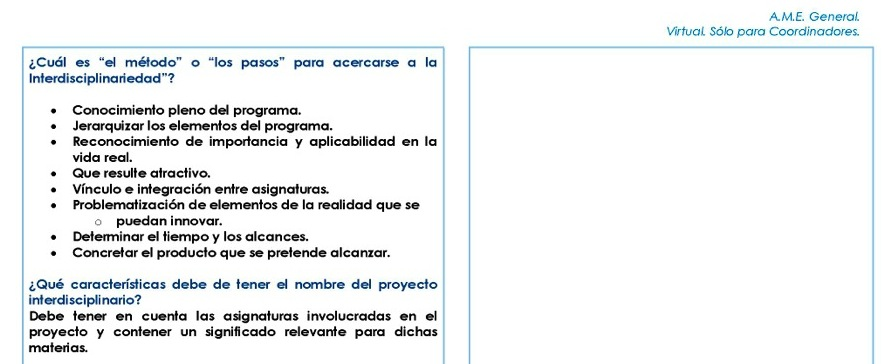 A.M.E. General.
Virtual. Sólo para Coordinadores.
¿Cuál es “el método” o “los pasos” para acercarse a la
Interdisciplinariedad”?
• Conocimiento pleno del programa.
• Jerarquizar los elementos del programa.
• Reconocimiento de importancia y aplicabilidad en la
vida real.
• Que resulte atractivo.
• Vínculo e integración entre asignaturas.
• Problematización de elementos de la realidad que se
○ puedan innovar.
• Determinar el tiempo y los alcances.
• Concretar el producto que se pretende alcanzar.
¿Qué características debe de tener el nombre del proyecto
interdisciplinario?
Debe tener en cuenta las asignaturas involucradas en el
proyecto y contener un significado relevante para dichas
materias.